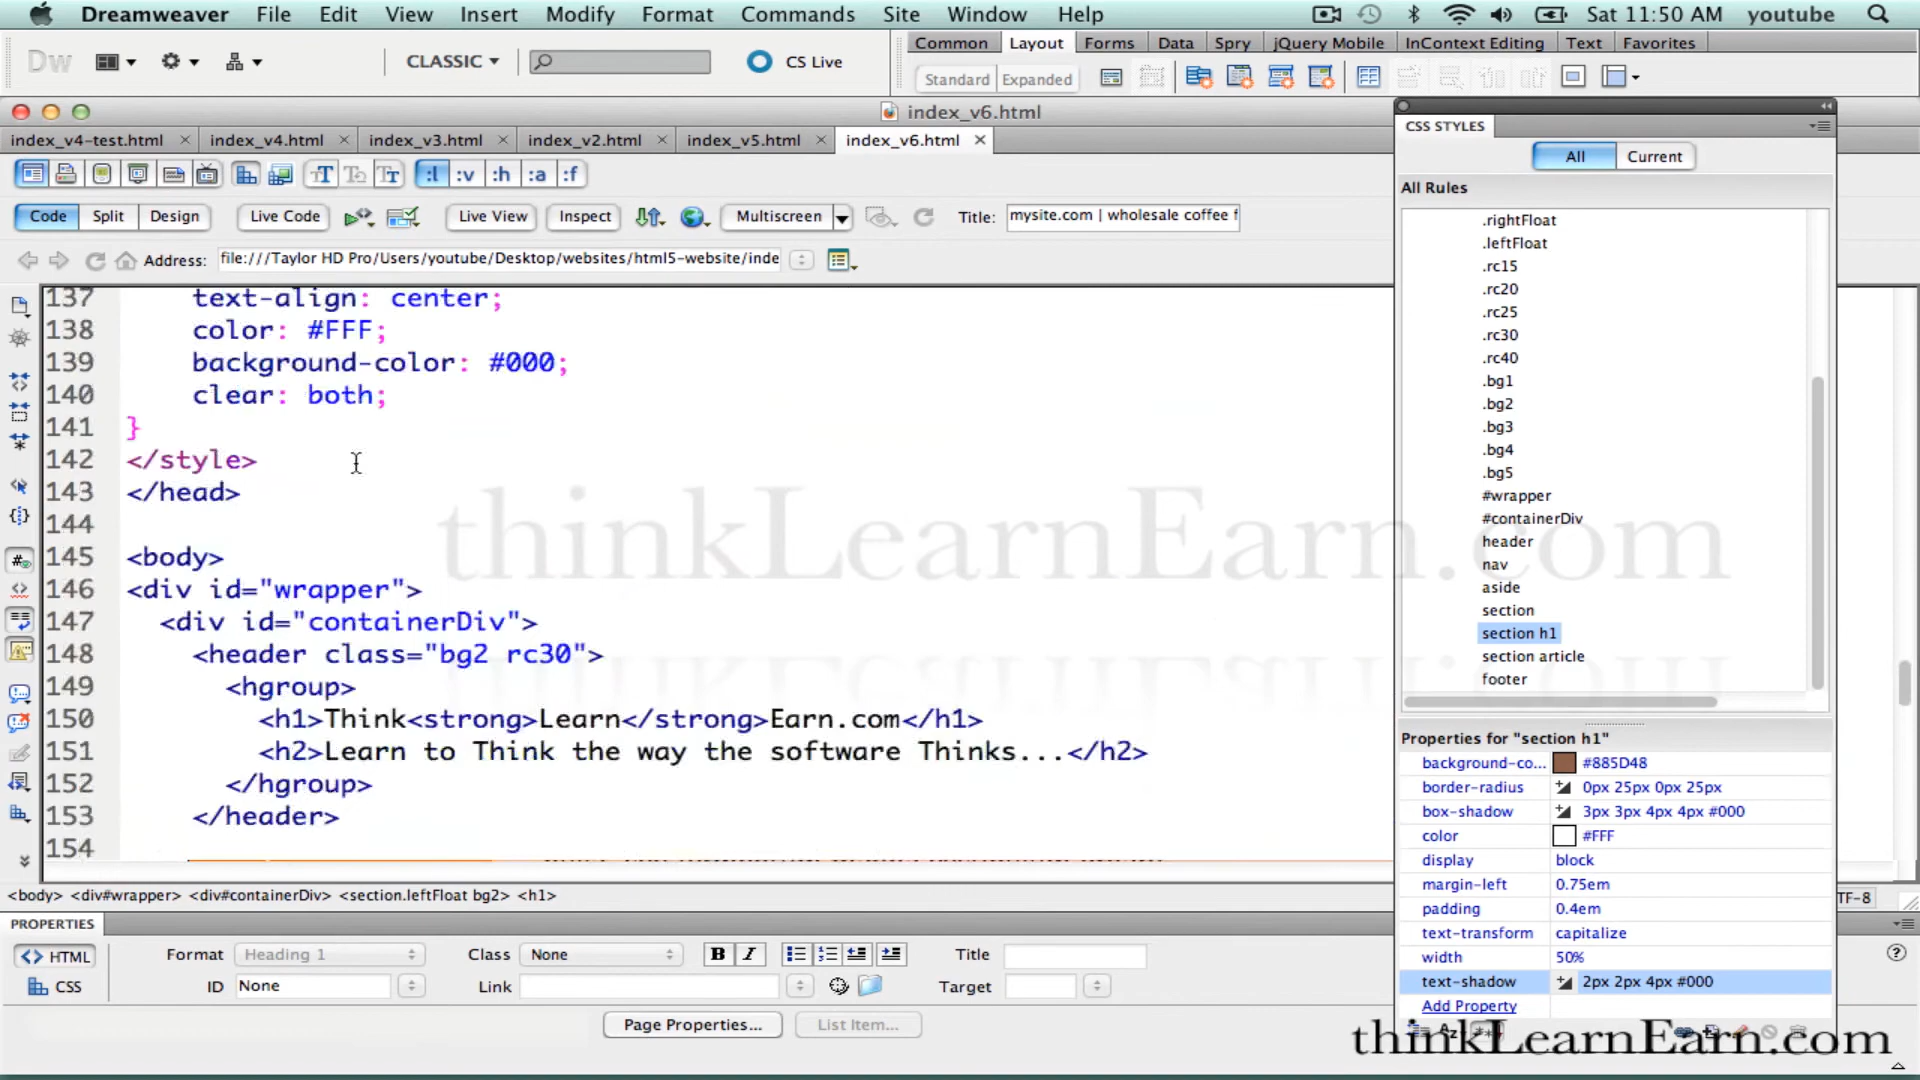 Dreamweaver File Edit View Insert Modify Format Commands Site Window Help Sat 11:50 AM youtube
Dw CLASSIC CS Live
Common Layout Forms Data Spry jQuery Mobile InContext Editing Text Favorites
Standard Expanded
index_v6.html
index_v4-test.html index_v4.html index_v3.html index_v2.html index_v5.html index_v6.html
:l :v :h :a :f
Code Split Design Live Code Live View Inspect Multiscreen Title: mysite.com | wholesale coffee f
Address: file:///Taylor HD Pro/Users/youtube/Desktop/websites/html5-website/inde
137 text-align: center;
138 color: #FFF;
139 background-color: #000;
140 clear: both;
141 }
142 </style>
143 </head>
144
145 <body>
146 <div id="wrapper">
147 <div id="containerDiv">
148 <header class="bg2 rc30">
149 <hgroup>
150 <h1>Think<strong>Learn</strong>Earn.com</h1>
151 <h2>Learn to Think the way the software Thinks...</h2>
152 </hgroup>
153 </header>
154
thinkLearnEarn.com
<body> <div#wrapper> <div#containerDiv> <section.leftFloat bg2> <h1>
TF-8
PROPERTIES
<> HTML Format Heading 1 Class None B I Title
CSS ID None Link Target
Page Properties... List Item...
CSS STYLES
All Current
All Rules
.rightFloat
.leftFloat
.rc15
.rc20
.rc25
.rc30
.rc40
.bg1
.bg2
.bg3
.bg4
.bg5
#wrapper
#containerDiv
header
nav
aside
section
section h1
section article
footer
Properties for "section h1"
background-co... #885D48
border-radius 0px 25px 0px 25px
box-shadow 3px 3px 4px 4px #000
color #FFF
display block
margin-left 0.75em
padding 0.4em
text-transform capitalize
width 50%
text-shadow 2px 2px 4px #000
Add Property
thinkLearnEarn.com